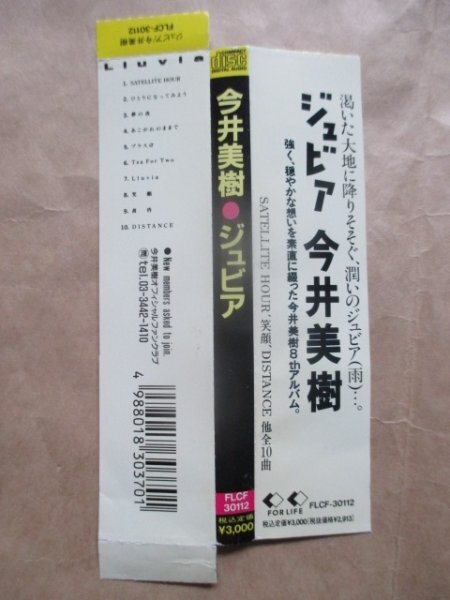 ジュビア/今井美樹
FLCF-30112
Lluvia
1. SATELLITE HOUR
2. ひとりになってみよう
3. 夢の夜
4. あこがれのままで
5. プラスα
6. Tea For Two
7. Lluvia
8. 笑顔
10. DISTANCE
● New members asked to join.
今井美樹オフィシャルファンクラブ
tel.03-3442-1410
4 988018 303701
COMPACT
disc
DIGITAL AUDIO
今井美樹●ジュビア
FLCF
30112
税込定価
¥3,000
渇いた大地に降りそそぐ、潤いのジュビア(雨)…。
ジュビア 今井美樹
強く、穏やかな想いを素直に綴った今井美樹8thアルバム。
SATELLITE HOUR、笑顔、DISTANCE 他全10曲
FOR LIFE
FLCF-30112
税込定価¥3,000(税抜価格¥2,913)